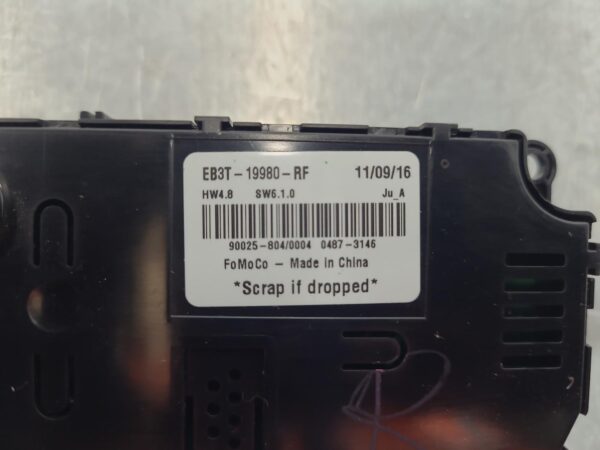 EB3T-19980-RF 11/09/16
HW4.8 SW6.1.0 Ju_A
90025-804/0004 0487-3146
FoMoCo - Made in China
*Scrap if dropped*